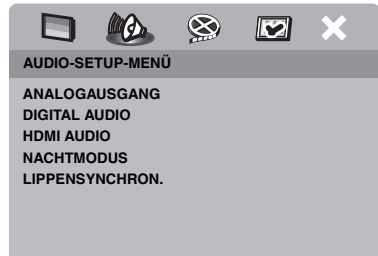 AUDIO-SETUP-MENÜ
ANALOGAUSGANG
DIGITAL AUDIO
HDMI AUDIO
NACHTMODUS
LIPPENSYNCHRON.